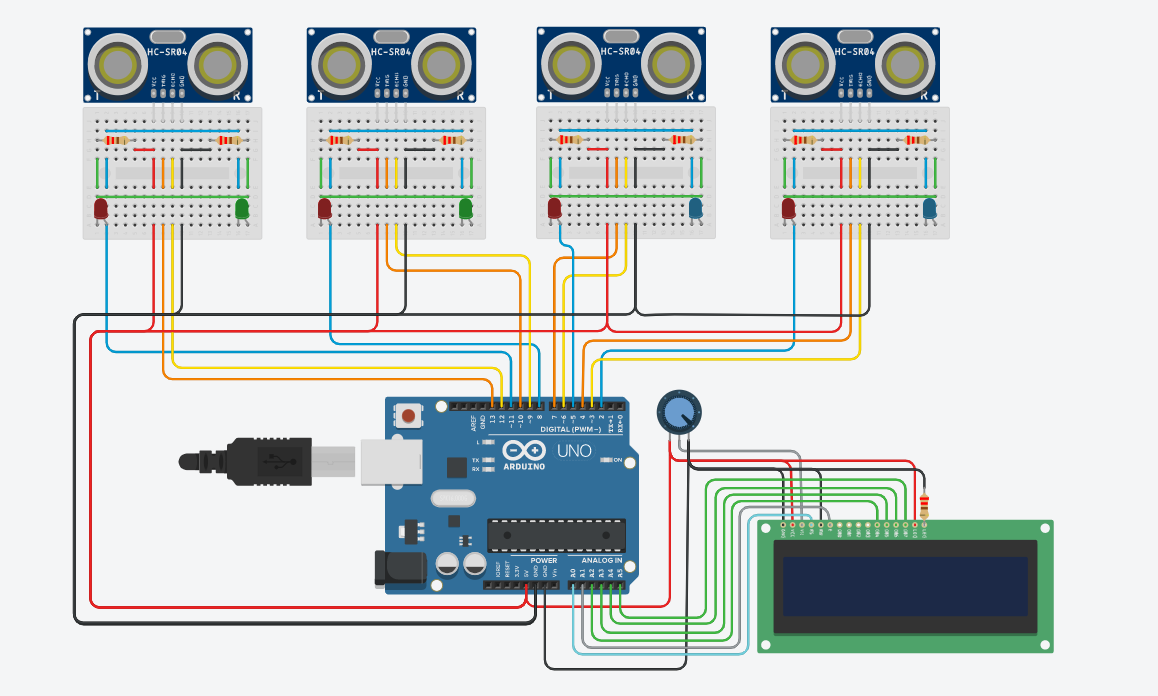 HC-SR04
VCC TRIG ECHO GND
T R
HC-SR04
VCC TRIG ECHO GND
T R
HC-SR04
VCC TRIG ECHO GND
T R
HC-SR04
VCC TRIG ECHO GND
T R
AREF GND 13 12 ~11 ~10 ~9 8 7 ~6 ~5 4 ~3 2 TX→1 RX←0
DIGITAL (PWM~)
L
TX
RX
ARDUINO
UNO
ON
POWER
ANALOG IN
IOREF RESET 3.3V 5V GND GND Vin A0 A1 A2 A3 A4 A5